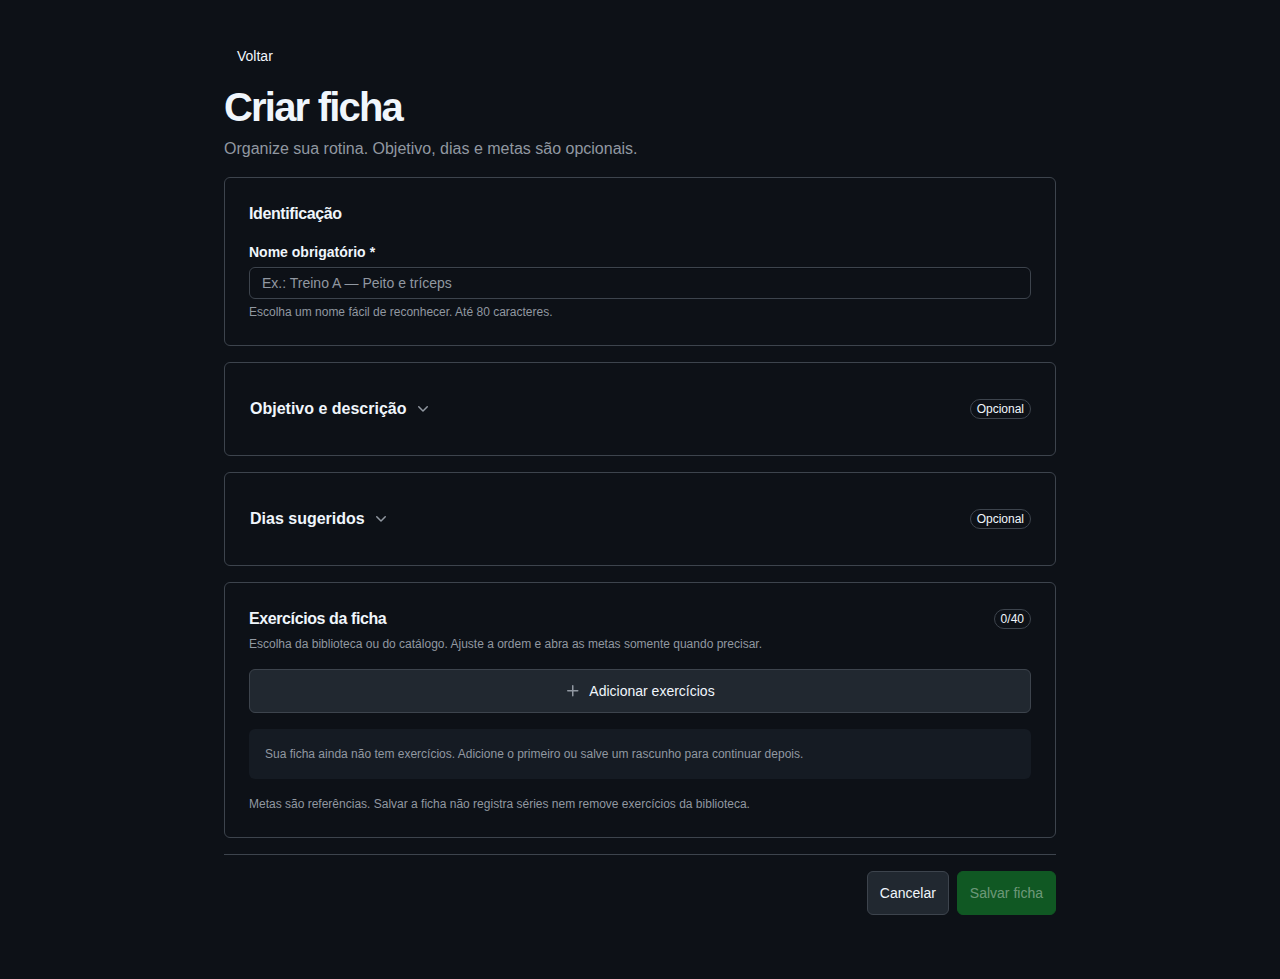 Voltar
Criar ficha
Organize sua rotina. Objetivo, dias e metas são opcionais.
Identificação
Nome obrigatório *
Ex.: Treino A — Peito e tríceps
Escolha um nome fácil de reconhecer. Até 80 caracteres.
Objetivo e descrição
Opcional
Dias sugeridos
Opcional
Exercícios da ficha
0/40
Escolha da biblioteca ou do catálogo. Ajuste a ordem e abra as metas somente quando precisar.
Adicionar exercícios
Sua ficha ainda não tem exercícios. Adicione o primeiro ou salve um rascunho para continuar depois.
Metas são referências. Salvar a ficha não registra séries nem remove exercícios da biblioteca.
Cancelar
Salvar ficha